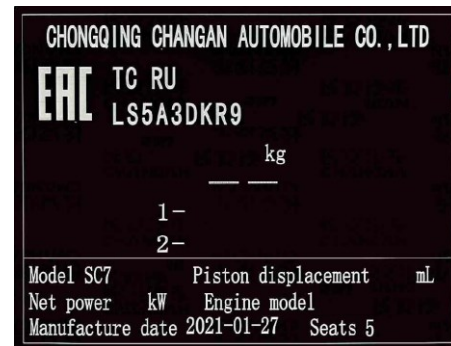 CHONGQING CHANGAN AUTOMOBILE CO.,LTD
EAC TC RU
LS5A3DKR9
kg
— —
1-
2-
Model SC7 Piston displacement mL
Net power kW Engine model
Manufacture date 2021-01-27 Seats 5